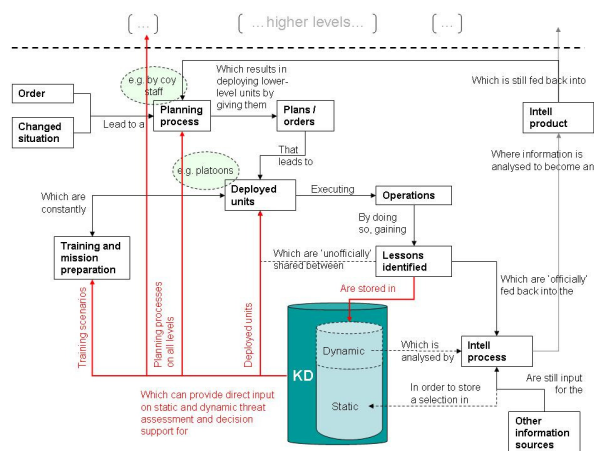 (...)
(...higher levels...)
(...)
e.g. by coy
staff
Which results in
deploying lower-
level units by
giving them
Which is still fed back into
Order
Changed
situation
Lead to a
Planning
process
Plans /
orders
Intell
product
That
leads to
Where information is
analysed to become an
e.g. platoons
Which are
constantly
Deployed
units
Executing
Operations
By doing
so, gaining
Training and
mission
preparation
Which are 'unofficially'
shared between
Lessons
identified
Which are 'officially'
fed back into the
Are stored in
Training scenarios
Planning processes
on all levels
Deployed units
KD
Dynamic
Which is
analysed by
Intell
process
Static
In order to store
a selection in
Are still input
for the
Which can provide direct input
on static and dynamic threat
assessment and decision
support for
Other
information
sources